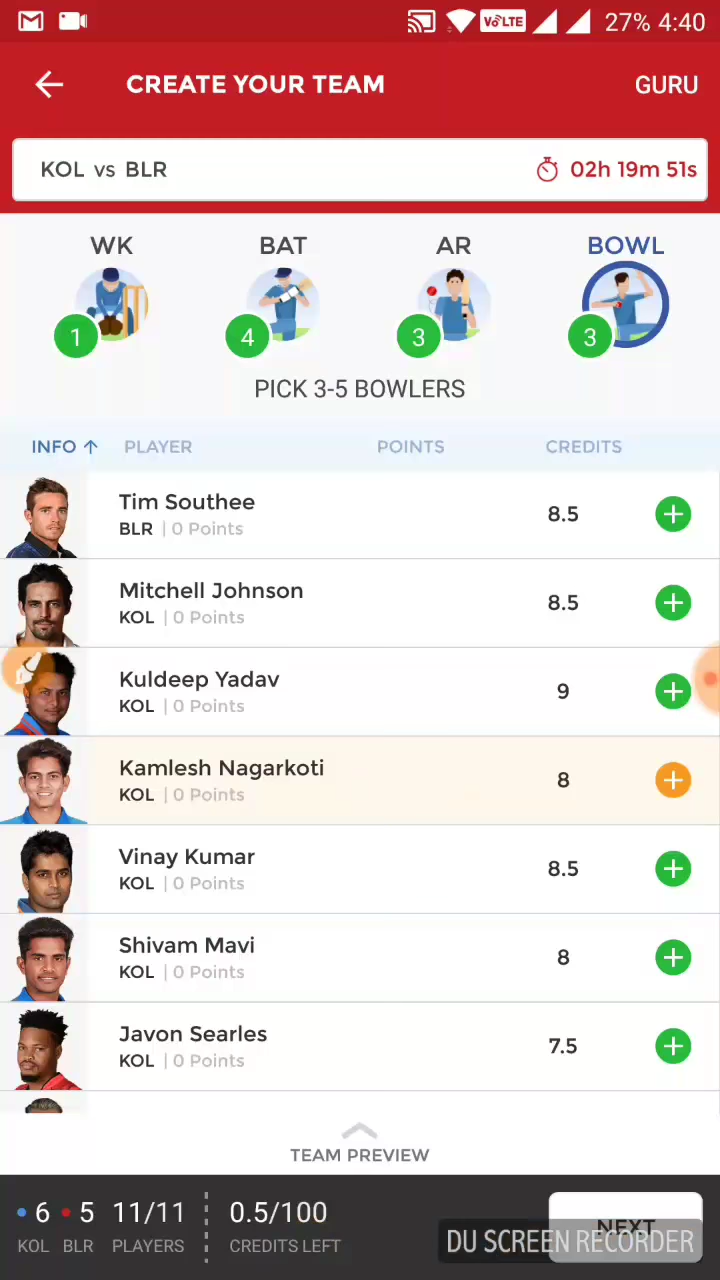 VoLTE 27% 4:40
CREATE YOUR TEAM GURU
KOL vs BLR 02h 19m 51s
WK BAT AR BOWL
1 4 3 3
PICK 3-5 BOWLERS
INFO ↑ PLAYER POINTS CREDITS
Tim Southee
BLR | 0 Points 8.5
Mitchell Johnson
KOL | 0 Points 8.5
Kuldeep Yadav
KOL | 0 Points 9
Kamlesh Nagarkoti
KOL | 0 Points 8
Vinay Kumar
KOL | 0 Points 8.5
Shivam Mavi
KOL | 0 Points 8
Javon Searles
KOL | 0 Points 7.5
TEAM PREVIEW
6 5 11/11 0.5/100 NEXT
KOL BLR PLAYERS CREDITS LEFT
DU SCREEN RECORDER